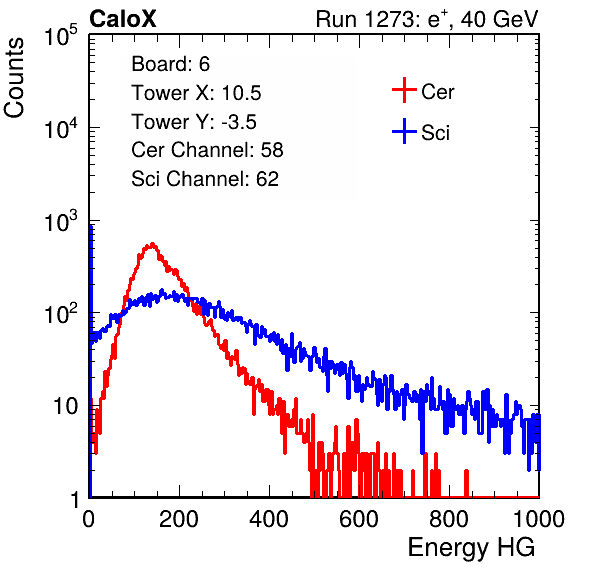 CaloX Run 1273: e⁺, 40 GeV
Counts
10⁵
10⁴
10³
10²
10
1
Board: 6
Tower X: 10.5
Tower Y: -3.5
Cer Channel: 58
Sci Channel: 62
Cer
Sci
0 200 400 600 800 1000
Energy HG